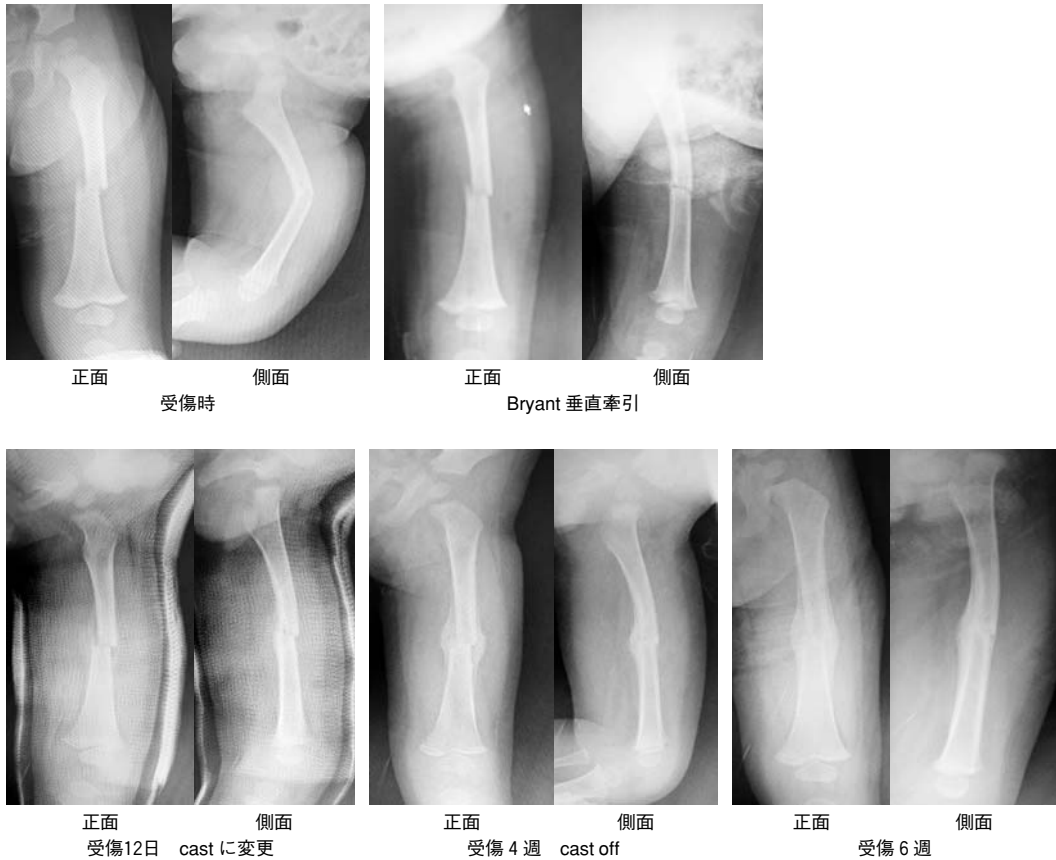 正面 側面
受傷時
正面 側面
Bryant 垂直牽引
正面 側面
受傷12日 cast に変更
正面 側面
受傷 4 週 cast off
正面 側面
受傷 6 週